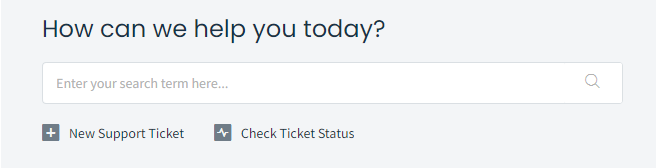 How can we help you today?
Enter your search term here...
New Support Ticket Check Ticket Status